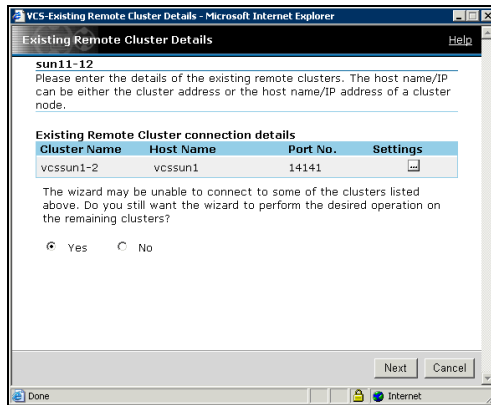 VCS-Existing Remote Cluster Details - Microsoft Internet Explorer
Existing Remote Cluster Details
Help
sun11-12
Please enter the details of the existing remote clusters. The host name/IP
can be either the cluster address or the host name/IP address of a cluster
node.
Existing Remote Cluster connection details
Cluster Name Host Name Port No. Settings
vcssun1-2 vcssun1 14141 ...
The wizard may be unable to connect to some of the clusters listed
above. Do you still want the wizard to perform the desired operation on
the remaining clusters?
Yes No
Next Cancel
Done Internet